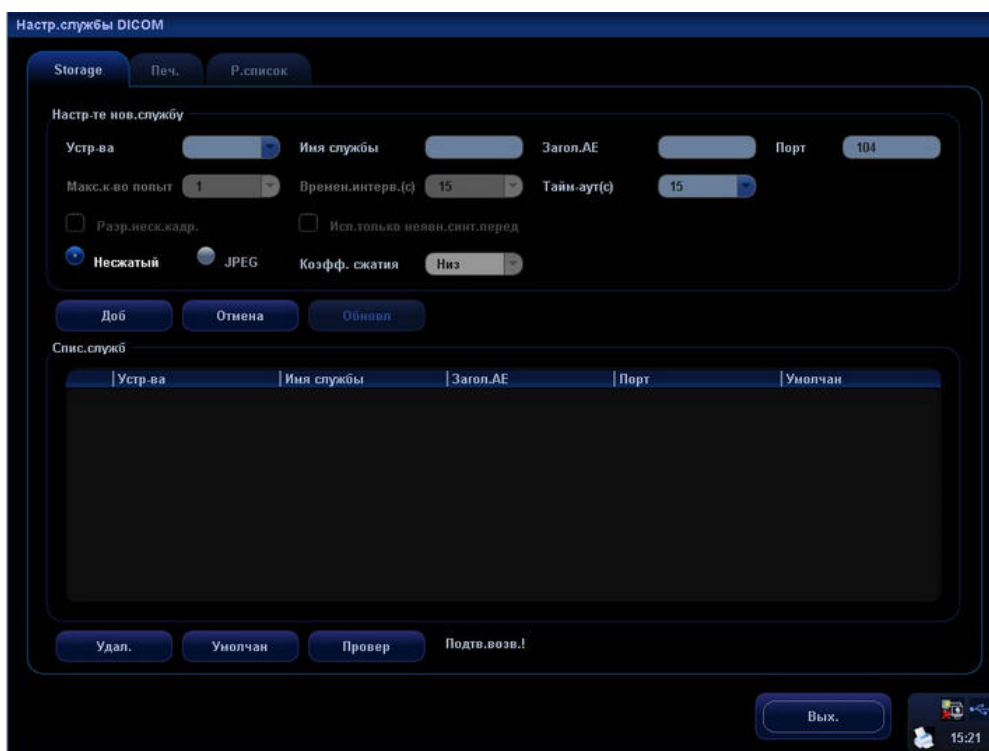 Настр.службы DICOM
Storage Печ. Р.список
Настр-те нов.службу
Устр-ва Имя службы Загол.AE Порт 104
Макс.к-во попыт 1 Времен.интерв.(с) 15 Тайм-аут(с) 15
Разр.неск.кадр. Исп.только неявн.синт.перед
Несжатый JPEG Коэфф. сжатия Низ
Доб Отмена Обновл
Спис.служб
Устр-ва Имя службы Загол.AE Порт Умолчан
Удал. Умолчан Провер Подтв.возв.!
Вых.
15:21